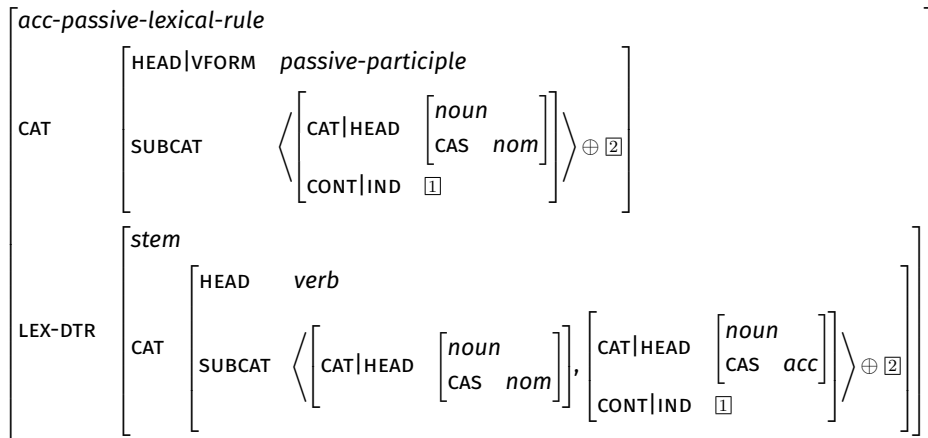 acc-passive-lexical-rule
HEAD|VFORM passive-participle
CAT SUBCAT ⟨ [ CAT|HEAD [ noun
CAS nom ]
CONT|IND 1 ] ⟩ ⊕ 2
stem
HEAD verb
LEX-DTR CAT SUBCAT ⟨ [ CAT|HEAD [ noun
CAS nom ] ], [ CAT|HEAD [ noun
CAS acc ]
CONT|IND 1 ] ⟩ ⊕ 2